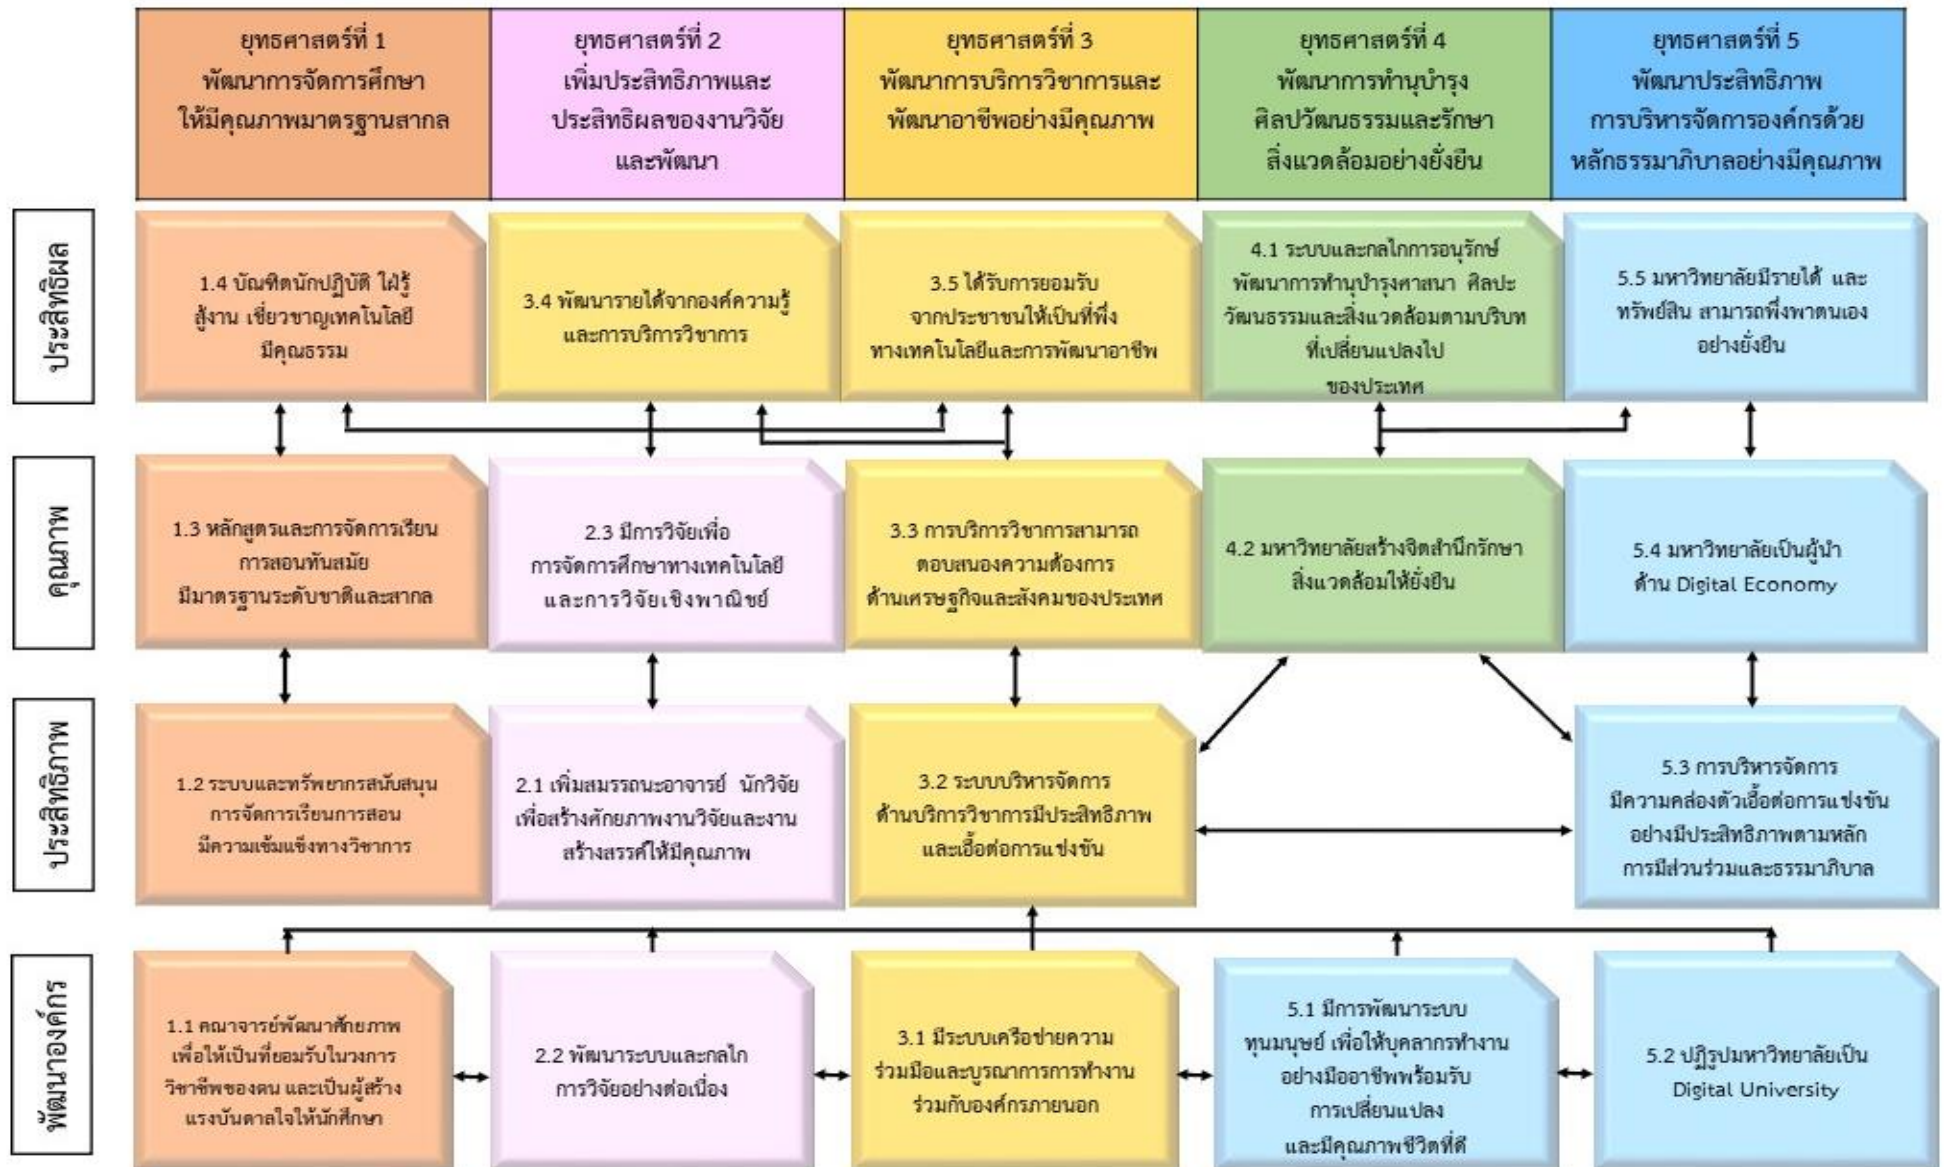 ยุทธศาสตร์ที่ 1
พัฒนาการจัดการศึกษา
ให้มีคุณภาพมาตรฐานสากล
ยุทธศาสตร์ที่ 2
เพิ่มประสิทธิภาพและ
ประสิทธิผลของงานวิจัย
และพัฒนา
ยุทธศาสตร์ที่ 3
พัฒนาการบริการวิชาการและ
พัฒนาอาชีพอย่างมีคุณภาพ
ยุทธศาสตร์ที่ 4
พัฒนาการทำนุบำรุง
ศิลปวัฒนธรรมและรักษา
สิ่งแวดล้อมอย่างยั่งยืน
ยุทธศาสตร์ที่ 5
พัฒนาประสิทธิภาพ
การบริหารจัดการองค์กรด้วย
หลักธรรมาภิบาลอย่างมีคุณภาพ
ประสิทธิผล
1.4 บัณฑิตนักปฏิบัติ ใฝ่รู้
สู้งาน เชี่ยวชาญเทคโนโลยี
มีคุณธรรม
3.4 พัฒนารายได้จากองค์ความรู้
และการบริการวิชาการ
3.5 ได้รับการยอมรับ
จากประชาชนให้เป็นที่พึ่ง
ทางเทคโนโลยีและการพัฒนาอาชีพ
4.1 ระบบและกลไกการอนุรักษ์
พัฒนาการทำนุบำรุงศาสนา ศิลปะ
วัฒนธรรมและสิ่งแวดล้อมตามบริบท
ที่เปลี่ยนแปลงไป
ของประเทศ
5.5 มหาวิทยาลัยมีรายได้ และ
ทรัพย์สิน สามารถพึ่งพาตนเอง
อย่างยั่งยืน
คุณภาพ
1.3 หลักสูตรและการจัดการเรียน
การสอนทันสมัย
มีมาตรฐานระดับชาติและสากล
2.3 มีการวิจัยเพื่อ
การจัดการศึกษาทางเทคโนโลยี
และการวิจัยเชิงพาณิชย์
3.3 การบริการวิชาการสามารถ
ตอบสนองความต้องการ
ด้านเศรษฐกิจและสังคมของประเทศ
4.2 มหาวิทยาลัยสร้างจิตสำนึกรักษา
สิ่งแวดล้อมให้ยั่งยืน
5.4 มหาวิทยาลัยเป็นผู้นำ
ด้าน Digital Economy
ประสิทธิภาพ
1.2 ระบบและทรัพยากรสนับสนุน
การจัดการเรียนการสอน
มีความเข้มแข็งทางวิชาการ
2.1 เพิ่มสมรรถนะอาจารย์ นักวิจัย
เพื่อสร้างศักยภาพงานวิจัยและงาน
สร้างสรรค์ให้มีคุณภาพ
3.2 ระบบบริหารจัดการ
ด้านบริการวิชาการมีประสิทธิภาพ
และเอื้อต่อการแข่งขัน
5.3 การบริหารจัดการ
มีความคล่องตัวเอื้อต่อการแข่งขัน
อย่างมีประสิทธิภาพตามหลัก
การมีส่วนร่วมและธรรมาภิบาล
พัฒนาองค์กร
1.1 คณาจารย์พัฒนาศักยภาพ
เพื่อให้เป็นที่ยอมรับในวงการ
วิชาชีพของตน และเป็นผู้สร้าง
แรงบันดาลใจให้นักศึกษา
2.2 พัฒนาระบบและกลไก
การวิจัยอย่างต่อเนื่อง
3.1 มีระบบเครือข่ายความ
ร่วมมือและบูรณาการการทำงาน
ร่วมกับองค์กรภายนอก
5.1 มีการพัฒนาระบบ
ทุนมนุษย์ เพื่อให้บุคลากรทำงาน
อย่างมืออาชีพพร้อมรับ
การเปลี่ยนแปลง
และมีคุณภาพชีวิตที่ดี
5.2 ปฏิรูปมหาวิทยาลัยเป็น
Digital University